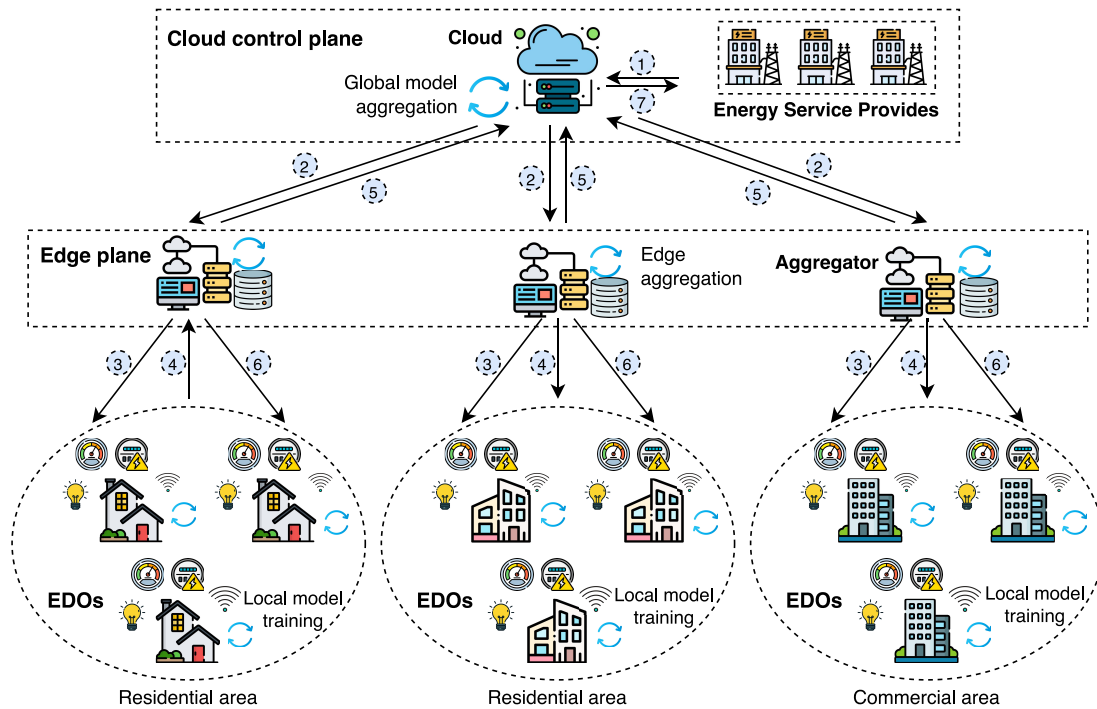 Cloud control plane
Cloud
Global model
aggregation
1
7
Energy Service Provides
2
5
2
5
2
5
Edge plane
Edge
aggregation
Aggregator
3
4
6
3
4
6
3
4
6
EDOs
Local model
training
EDOs
Local model
training
EDOs
Local model
training
Residential area
Residential area
Commercial area